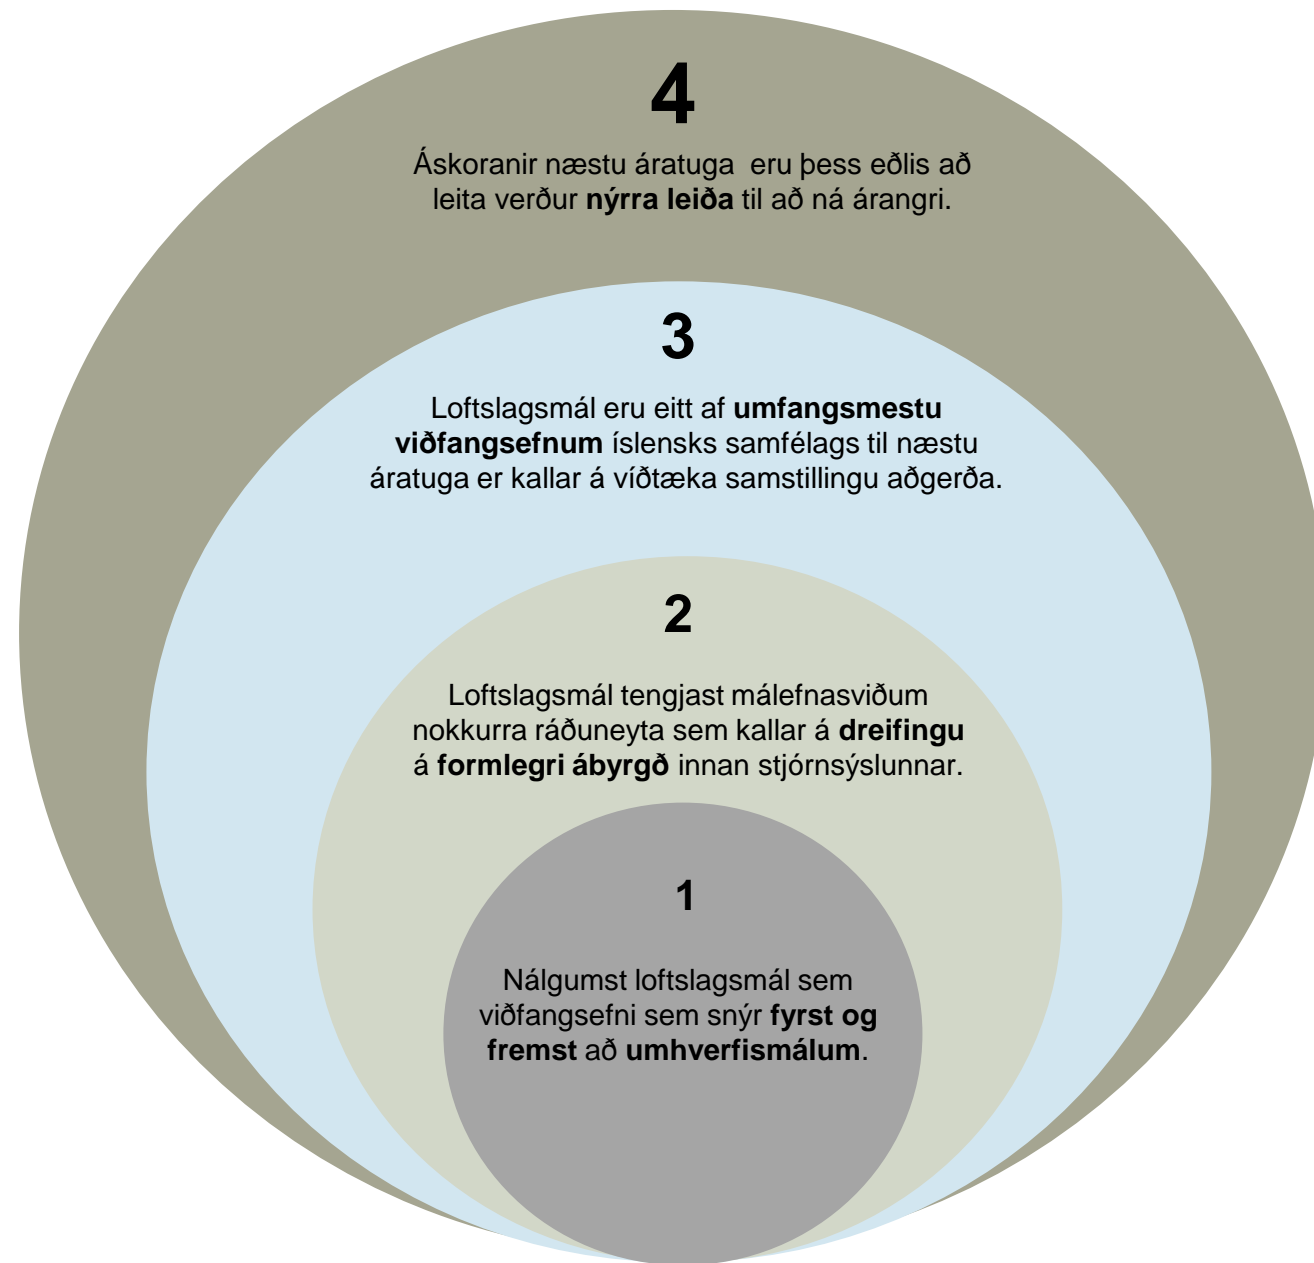 4
Áskoranir næstu áratuga  eru þess eðlis að
leita verður nýrra leiða til að ná árangri.
3
Loftslagsmál eru eitt af umfangsmestu
viðfangsefnum íslensks samfélags til næstu
áratuga er kallar á víðtæka samstillingu aðgerða.
2
Loftslagsmál tengjast málefnasviðum
nokkurra ráðuneyta sem kallar á dreifingu
á formlegri ábyrgð innan stjórnsýslunnar.
1
Nálgumst loftslagsmál sem
viðfangsefni sem snýr fyrst og
fremst að umhverfismálum.